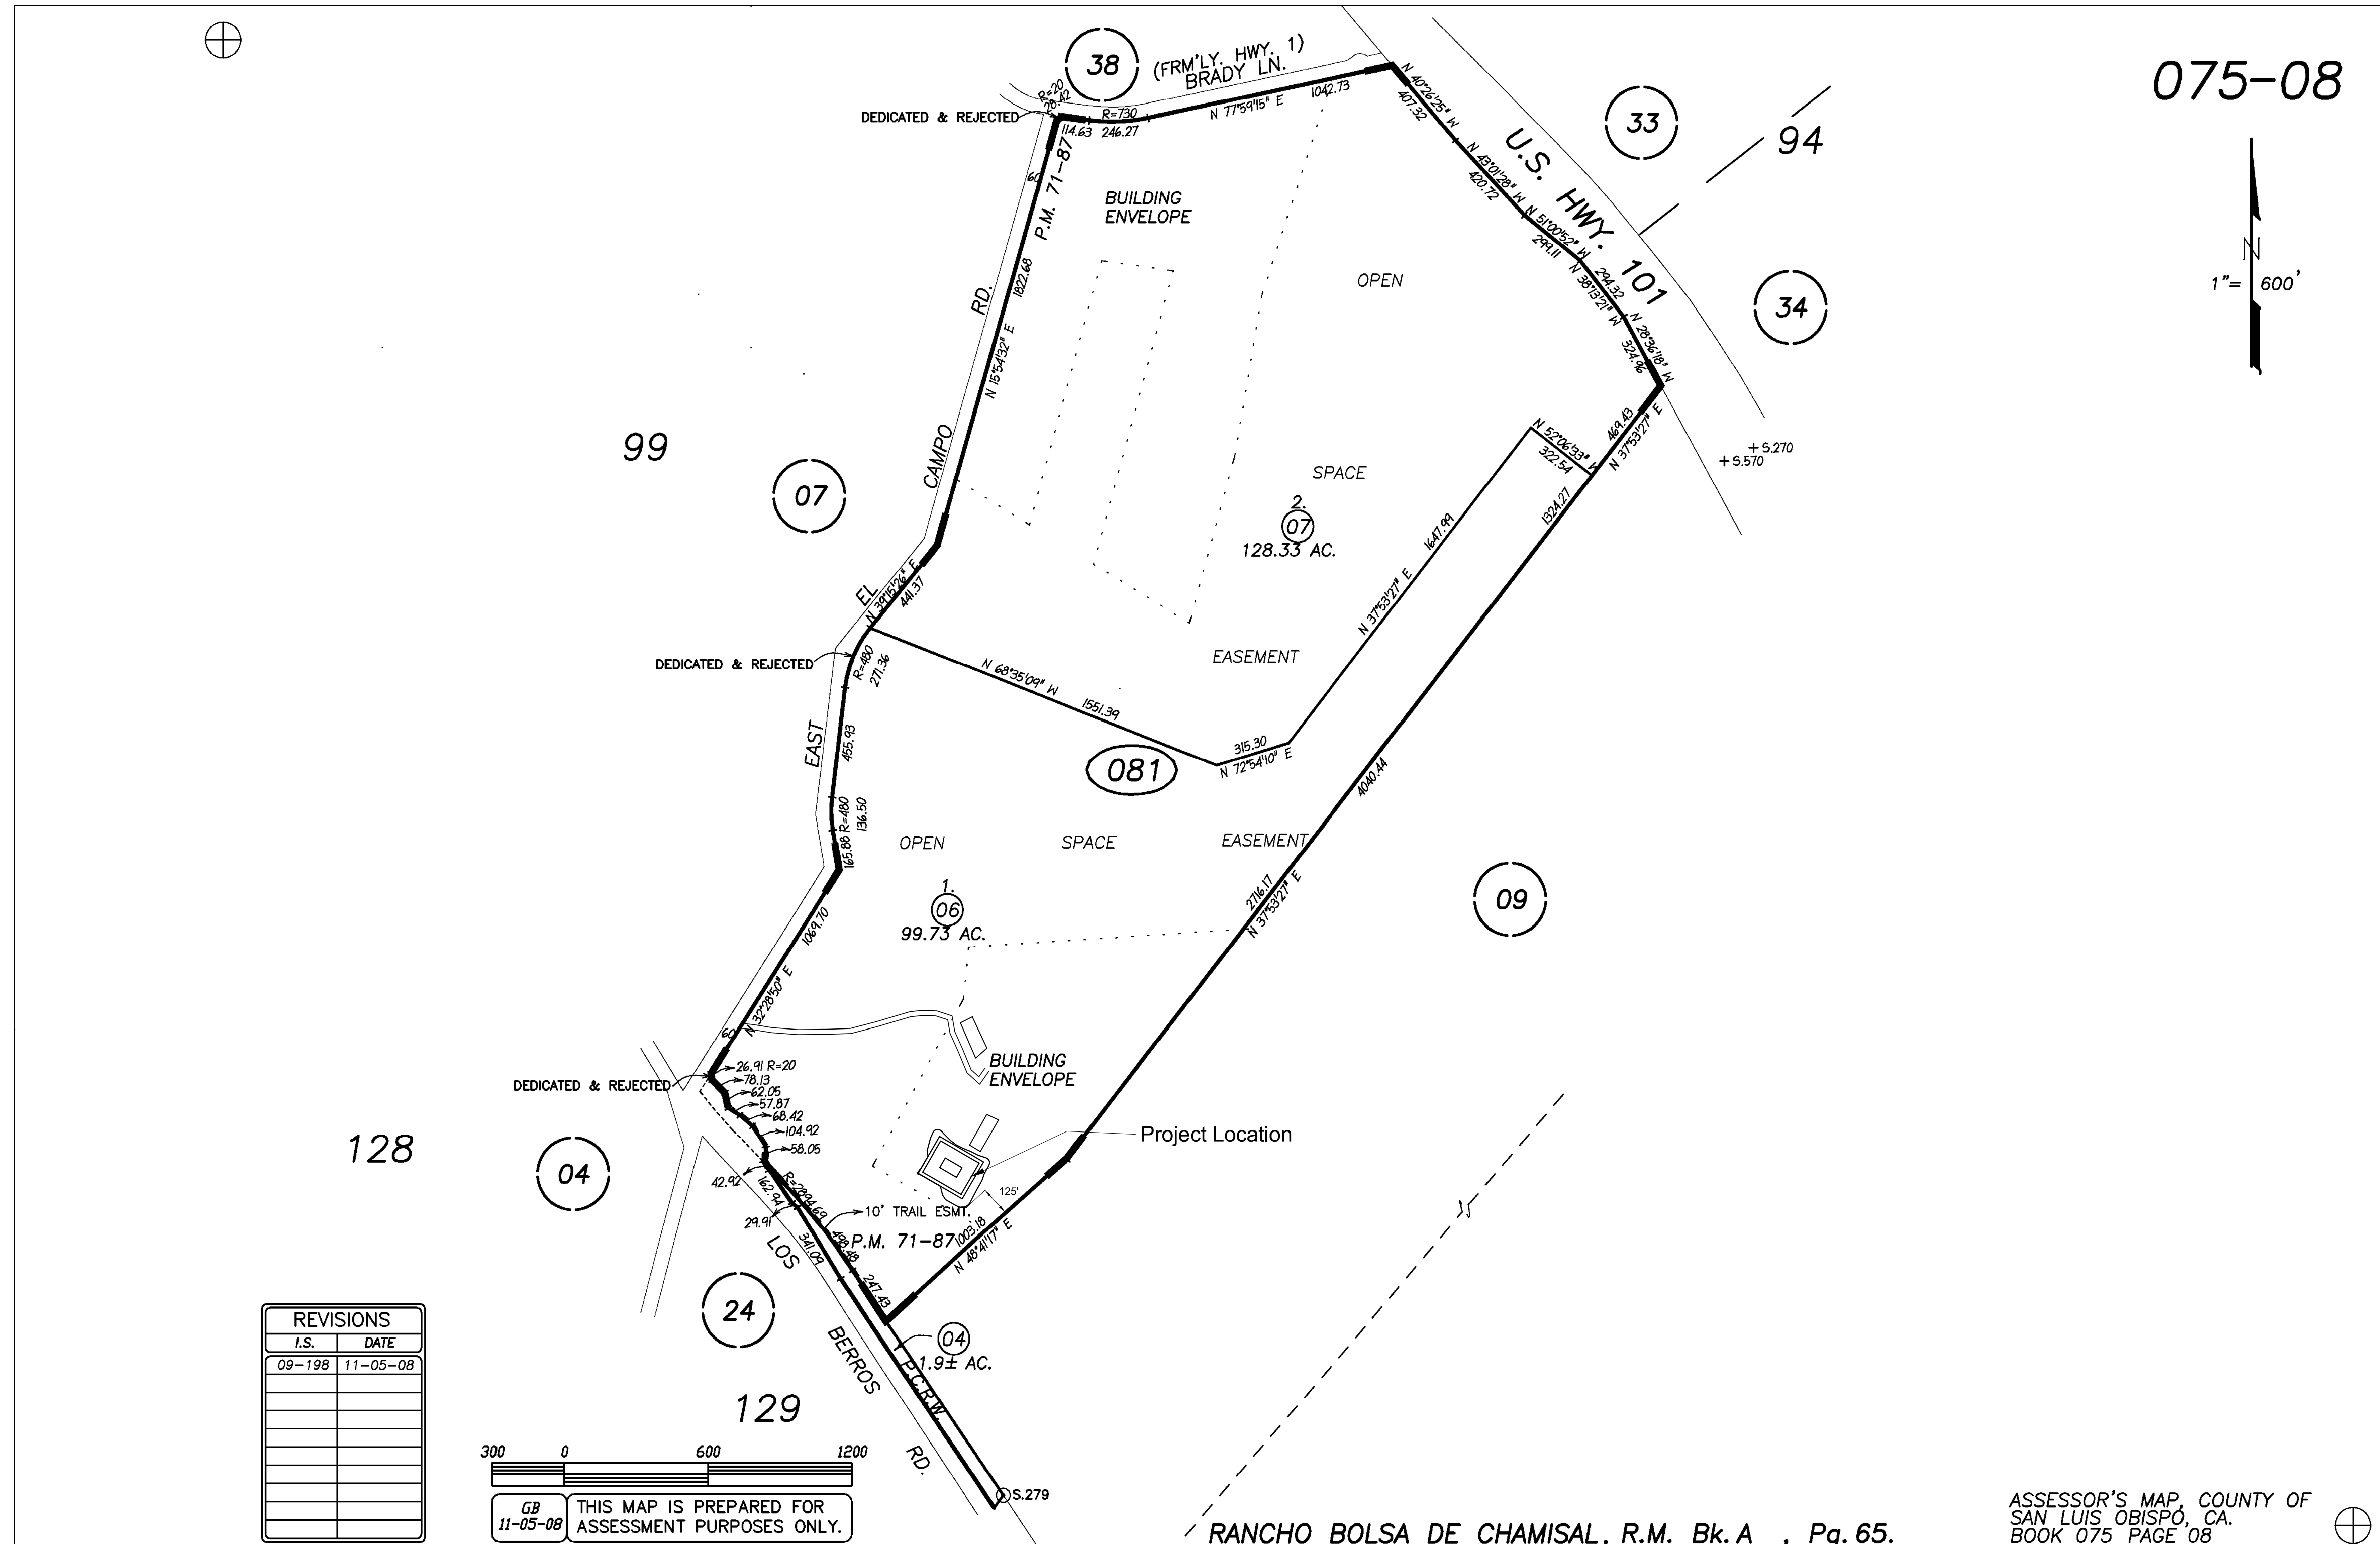 075-08
38
(FRM'LY. HWY. 1)
BRADY LN.
R=20
28.42
DEDICATED & REJECTED
114.63
R=730
246.27
N 77°59'15" E
1042.73
N 40°26'25" W
407.32
N 43°01'28" W
420.72
N 51°00'52" W
299.11
294.32
N 38°13'21" W
N 28°36'18" W
324.96
U.S. HWY. 101
33
94
34
N
1"= 600'
60
P.M. 71-87
1822.68
N 15°54'32" E
BUILDING
ENVELOPE
OPEN
SPACE
EASEMENT
2.
07
128.33 AC.
469.43
N 37°53'27" E
N 52°06'33" W
322.54
1324.27
1647.99
N 37°53'27" E
S.270
S.570
99
07
EAST EL CAMPO RD.
N 39°15'26" E
441.37
DEDICATED & REJECTED
R=480
271.36
N 68°35'09" W
1551.39
315.30
N 72°54'10" E
081
4040.44
455.93
R=480
136.50
165.88
OPEN SPACE EASEMENT
1.
06
99.73 AC.
2716.17
N 37°53'27" E
09
1069.70
N 32°28'50" E
60
DEDICATED & REJECTED
26.91 R=20
78.13
62.05
57.87
68.42
104.92
58.05
BUILDING
ENVELOPE
Project Location
128
04
42.92
162.94
R=2894.69
29.91
10' TRAIL ESMT.
125'
498.48
P.M. 71-87
1003.18
N 48°41'17" E
341.09
247.43
LOS BERROS RD.
24
04
1.9± AC.
P.C.R.W.
129
REVISIONS
I.S. DATE
09-198 11-05-08
300 0 600 1200
GB
11-05-08
THIS MAP IS PREPARED FOR
ASSESSMENT PURPOSES ONLY.
S.279
RANCHO BOLSA DE CHAMISAL, R.M. Bk. A , Pg. 65.
ASSESSOR'S MAP, COUNTY OF
SAN LUIS OBISPO, CA.
BOOK 075 PAGE 08